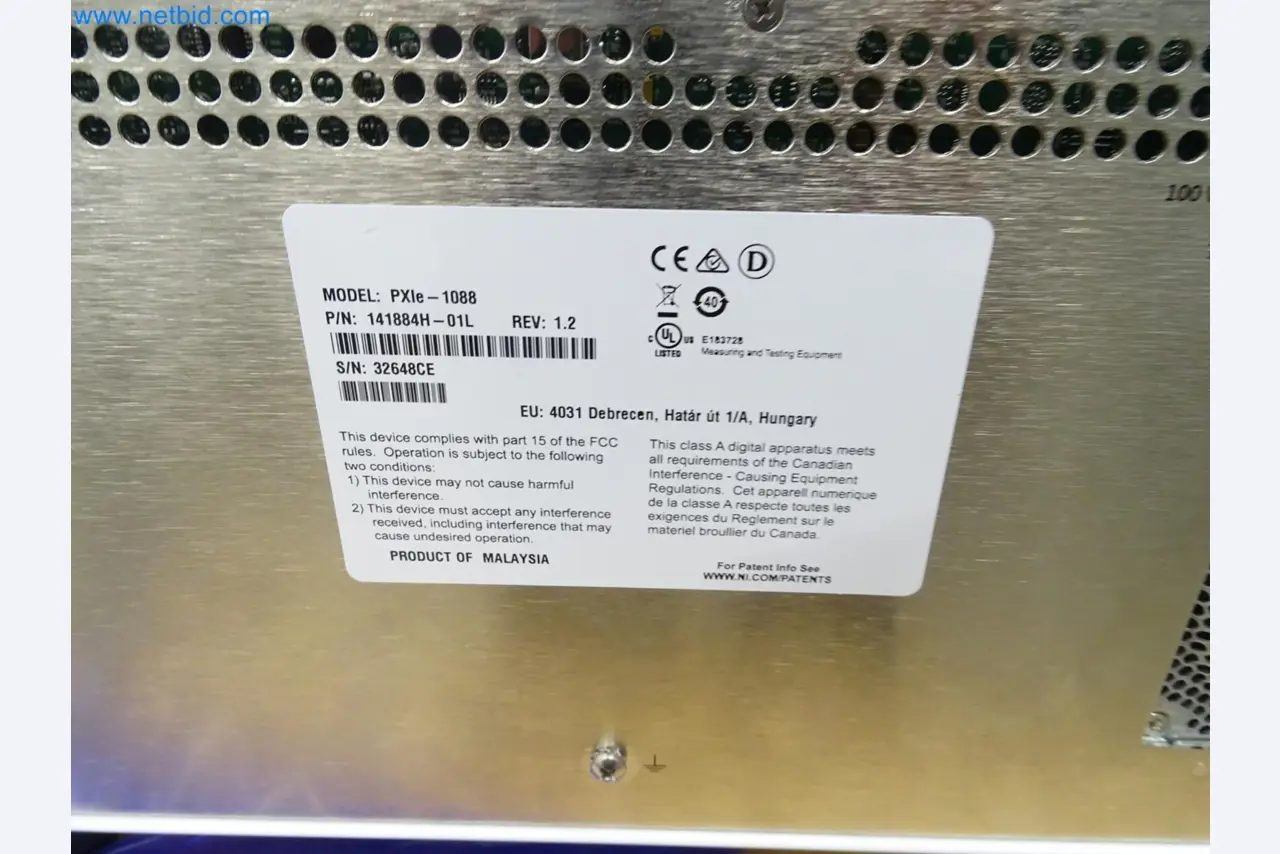 www.netbid.com
100
MODEL: PXIe-1088
P/N: 141884H-01L REV: 1.2
S/N: 32648CE
CE D
40
C UL US E183728
LISTED Measuring and Testing Equipment
EU: 4031 Debrecen, Határ út 1/A, Hungary
This device complies with part 15 of the FCC
rules. Operation is subject to the following
two conditions:
1) This device may not cause harmful
interference.
2) This device must accept any interference
received, including interference that may
cause undesired operation.
PRODUCT OF MALAYSIA
This class A digital apparatus meets
all requirements of the Canadian
Interference - Causing Equipment
Regulations. Cet appareil numerique
de la classe A respecte toutes les
exigences du Reglement sur le
materiel brouillier du Canada.
For Patent Info See
WWW.NI.COM/PATENTS